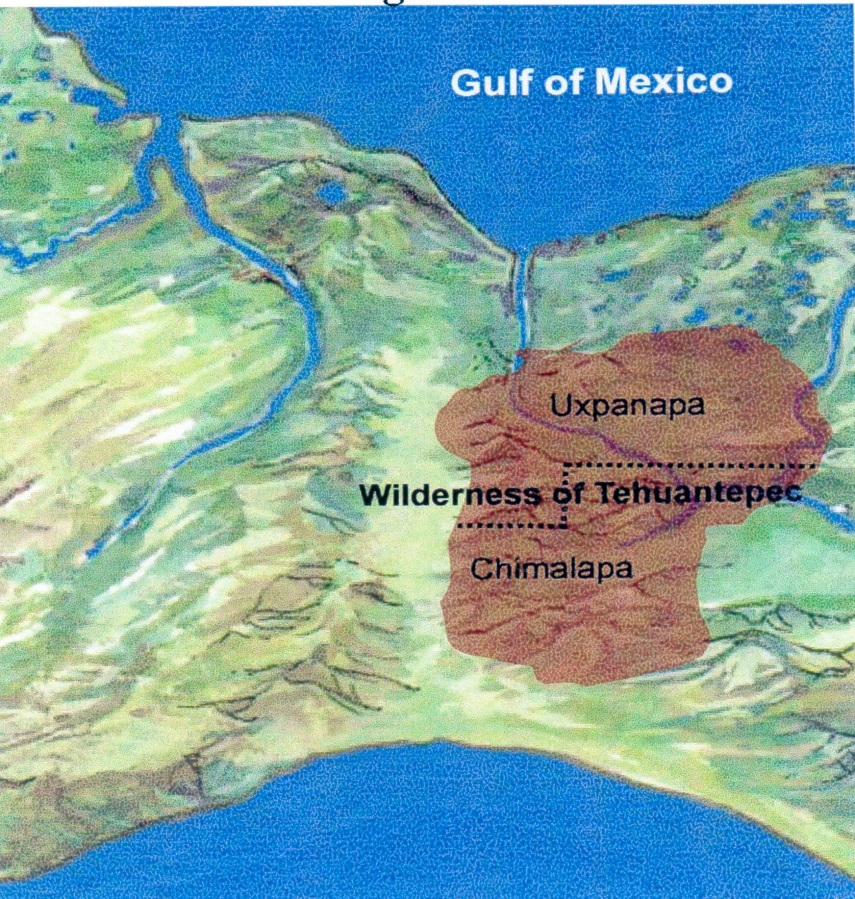 Gulf of Mexico
Uxpanapa
Wilderness of Tehuantepec
Chimalapa